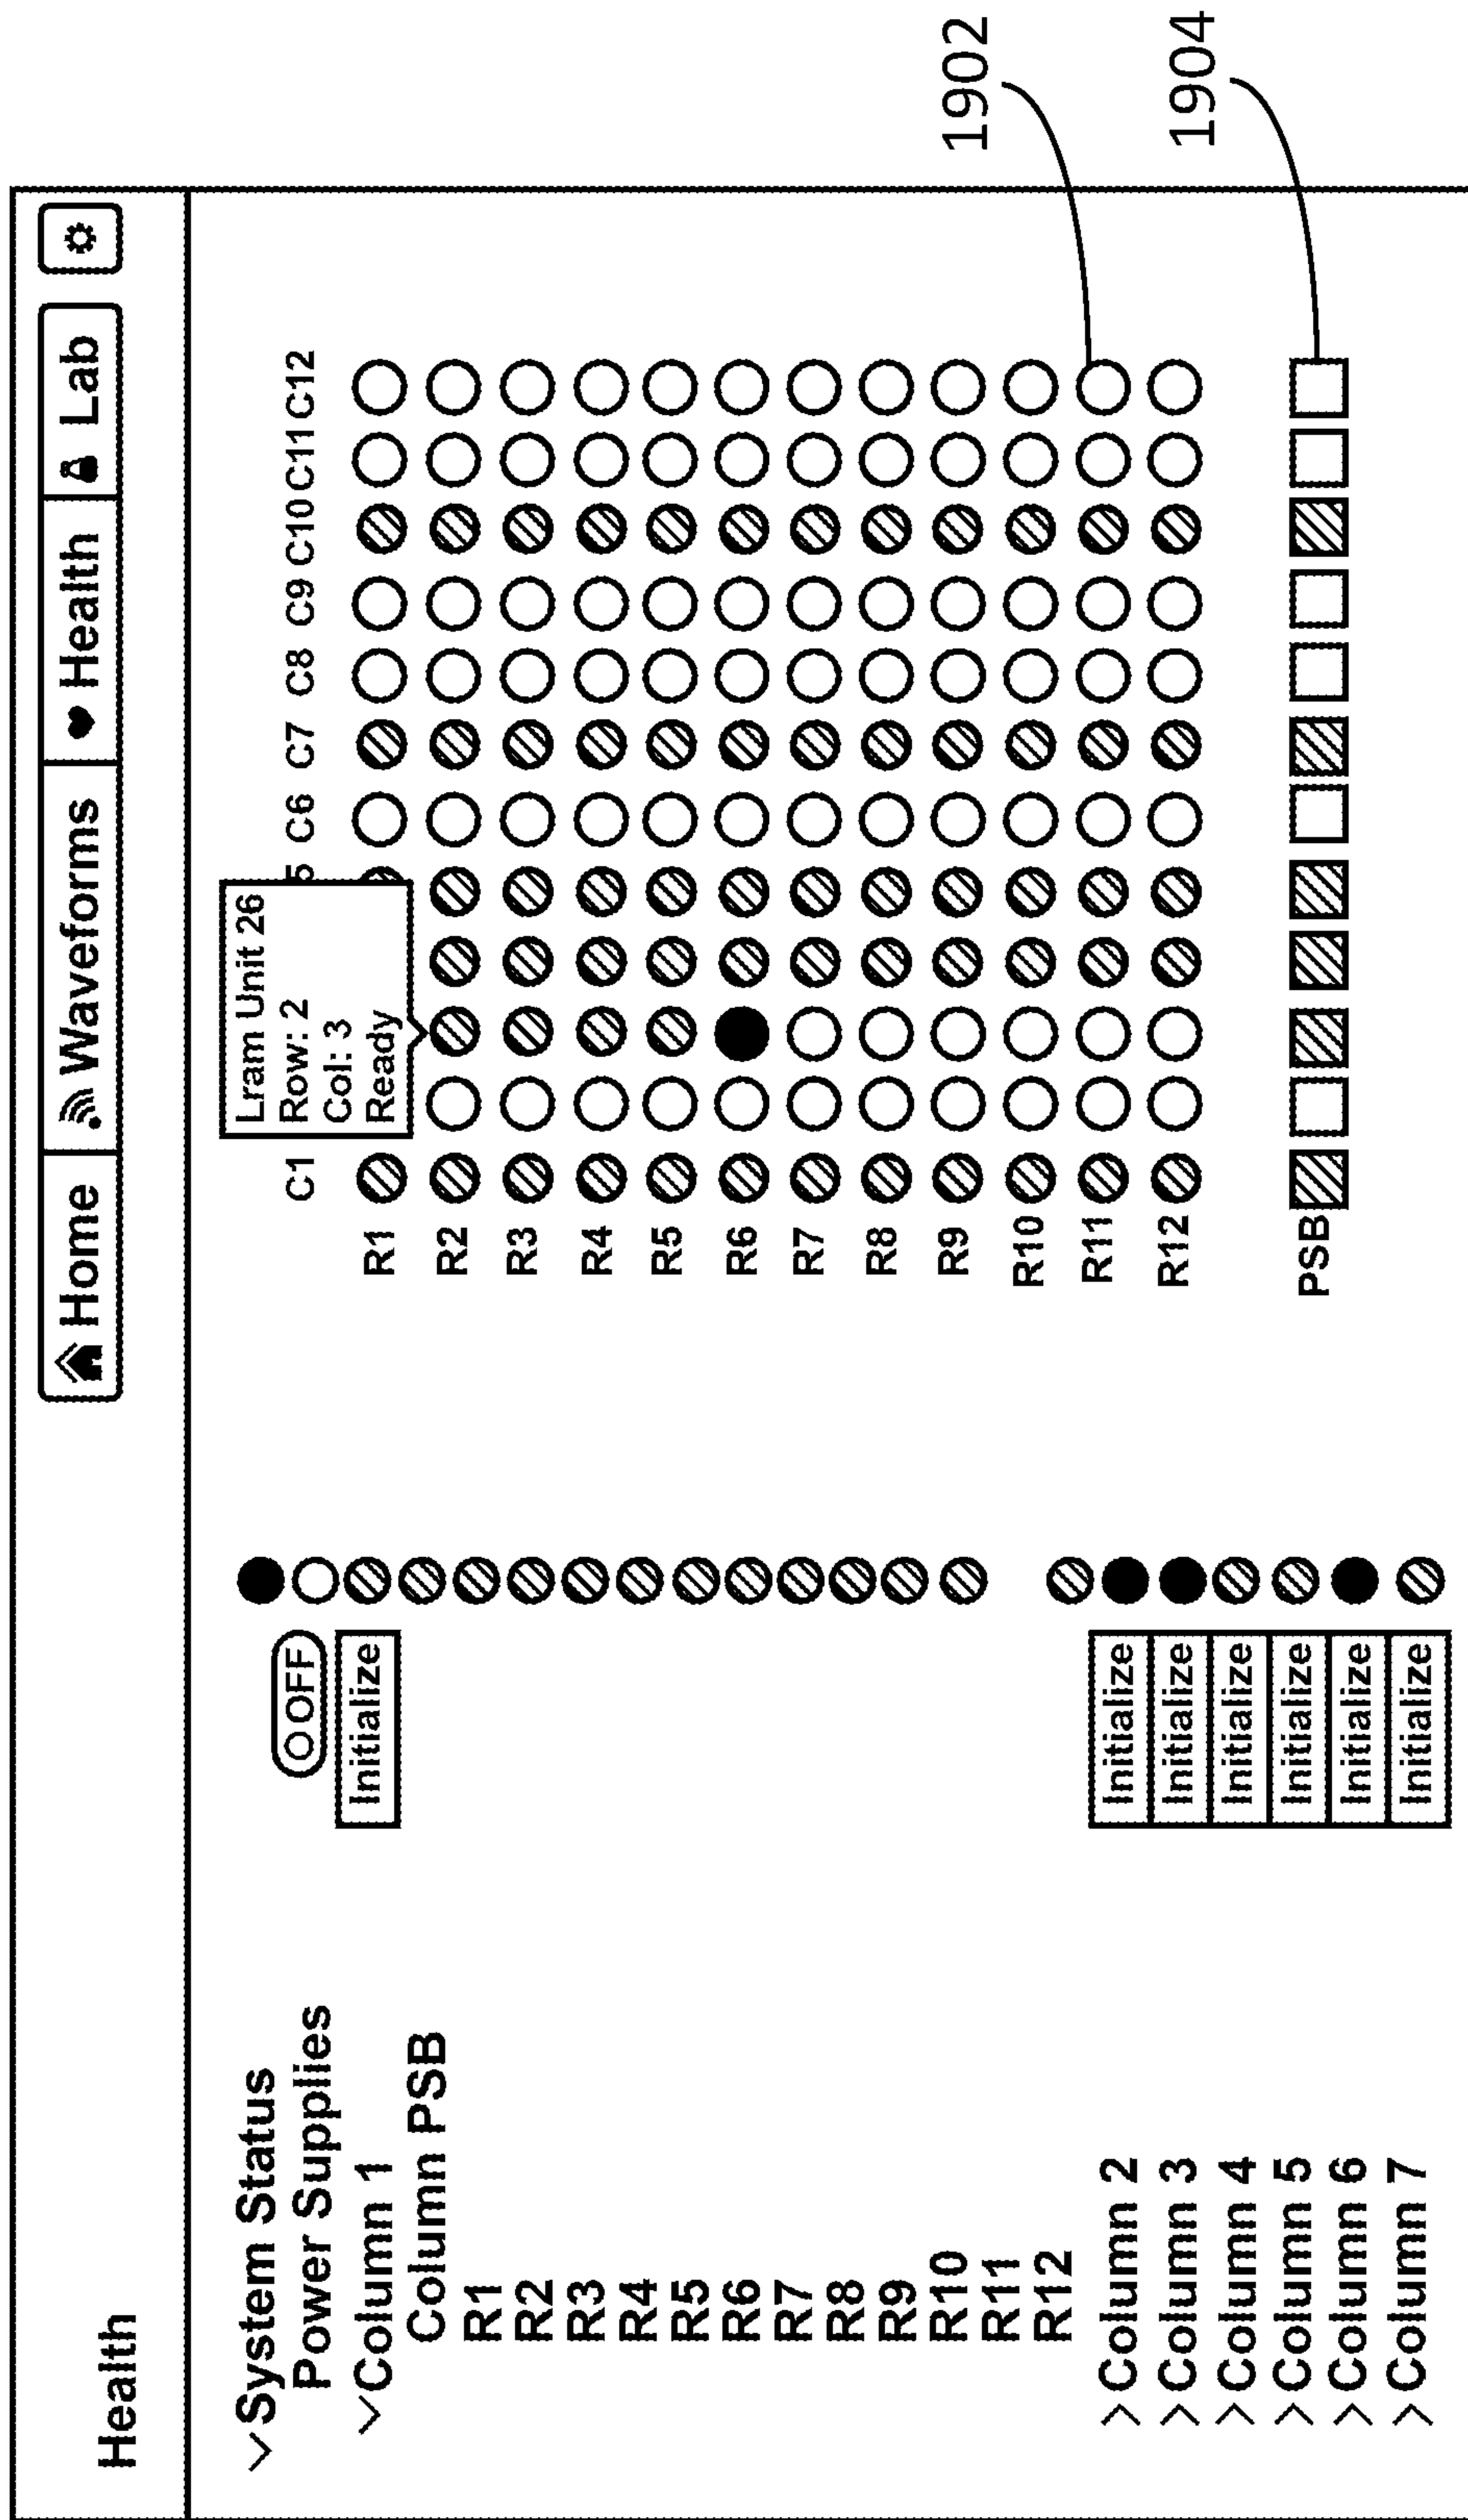 Home Waveforms Health Lab
Health
System Status
Power Supplies
OFF
Column 1
Initialize
Column PSB
R1
R2
R3
R4
R5
R6
R7
R8
R9
R10
R11
R12
Column 2 Initialize
Column 3 Initialize
Column 4 Initialize
Column 5 Initialize
Column 6 Initialize
Column 7 Initialize
Lram Unit 26
Row: 2
Col: 3
Ready
C1 5 C6 C7 C8 C9 C10 C11 C12
R1
R2
R3
R4
R5
R6
R7
R8
R9
R10
R11
R12
PSB
1902
1904